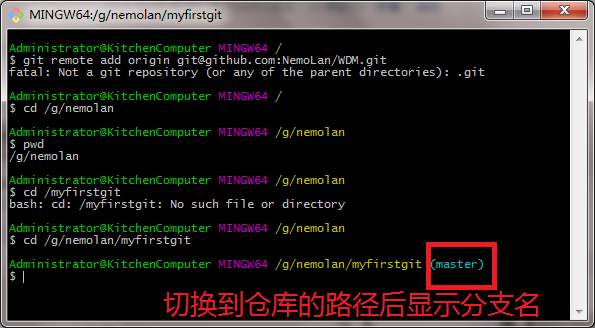 MINGW64:/g/nemolan/myfirstgit
Administrator@KitchenComputer MINGW64 /
$ git remote add origin git@github.com:NemoLan/WDM.git
fatal: Not a git repository (or any of the parent directories): .git
Administrator@KitchenComputer MINGW64 /
$ cd /g/nemolan
Administrator@KitchenComputer MINGW64 /g/nemolan
$ pwd
/g/nemolan
Administrator@KitchenComputer MINGW64 /g/nemolan
$ cd /myfirstgit
bash: cd: /myfirstgit: No such file or directory
Administrator@KitchenComputer MINGW64 /g/nemolan
$ cd /g/nemolan/myfirstgit
Administrator@KitchenComputer MINGW64 /g/nemolan/myfirstgit (master)
$
切换到仓库的路径后显示分支名